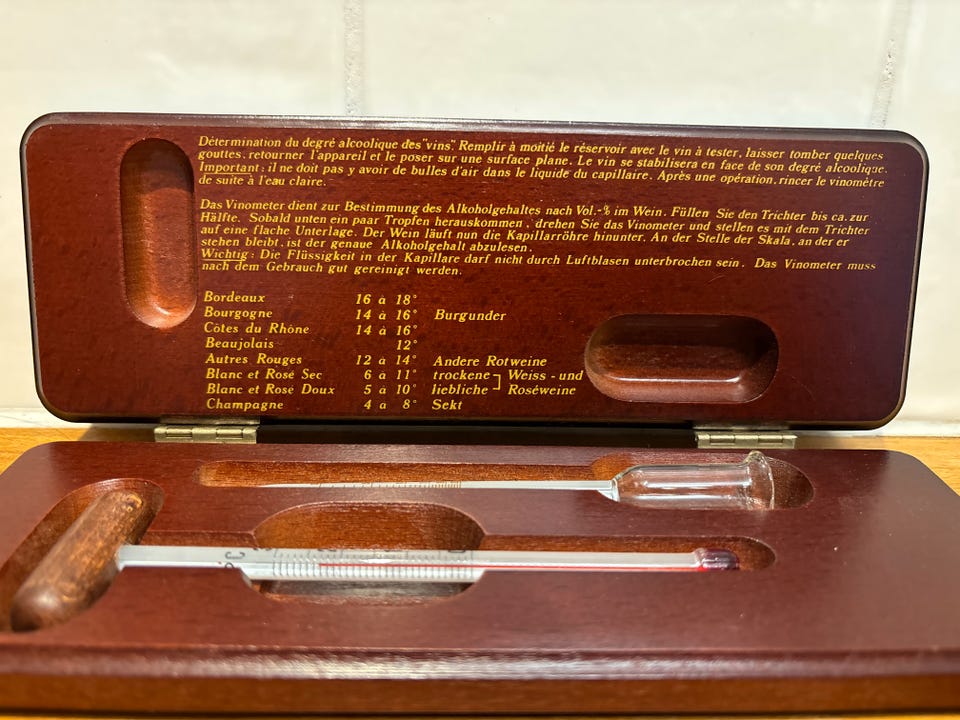 Détermination du degré alcoolique des "vins" Remplir à moitié le réservoir avec le vin à tester, laisser tomber quelques
gouttes, retourner l'appareil et le poser sur une surface plane. Le vin se stabilisera en face de son degré alcoolique.
Important: il ne doit pas y avoir de bulles d'air dans le liquide du capillaire. Après une opération, rincer le vinomètre
de suite à l'eau claire.
Das Vinometer dient zur Bestimmung des Alkoholgehaltes nach Vol.-% im Wein. Füllen Sie den Trichter bis ca. zur
Hälfte. Sobald unten ein paar Tropfen herauskommen, drehen Sie das Vinometer und stellen es mit dem Trichter
auf eine flache Unterlage. Der Wein läuft nun die Kapillarröhre hinunter. An der Stelle der Skala, an der er
stehen bleibt, ist der genaue Alkoholgehalt abzulesen.
Wichtig: Die Flüssigkeit in der Kapillare darf nicht durch Luftblasen unterbrochen sein. Das Vinometer muss
nach dem Gebrauch gut gereinigt werden.
Bordeaux 16 à 18°
Bourgogne 14 à 16° Burgunder
Côtes du Rhône 14 à 16°
Beaujolais 12°
Autres Rouges 12 à 14° Andere Rotweine
Blanc et Rosé Sec 6 à 11° trockene ] Weiss - und
Blanc et Rosé Doux 5 à 10° liebliche ] Roséweine
Champagne 4 à 8° Sekt
°C